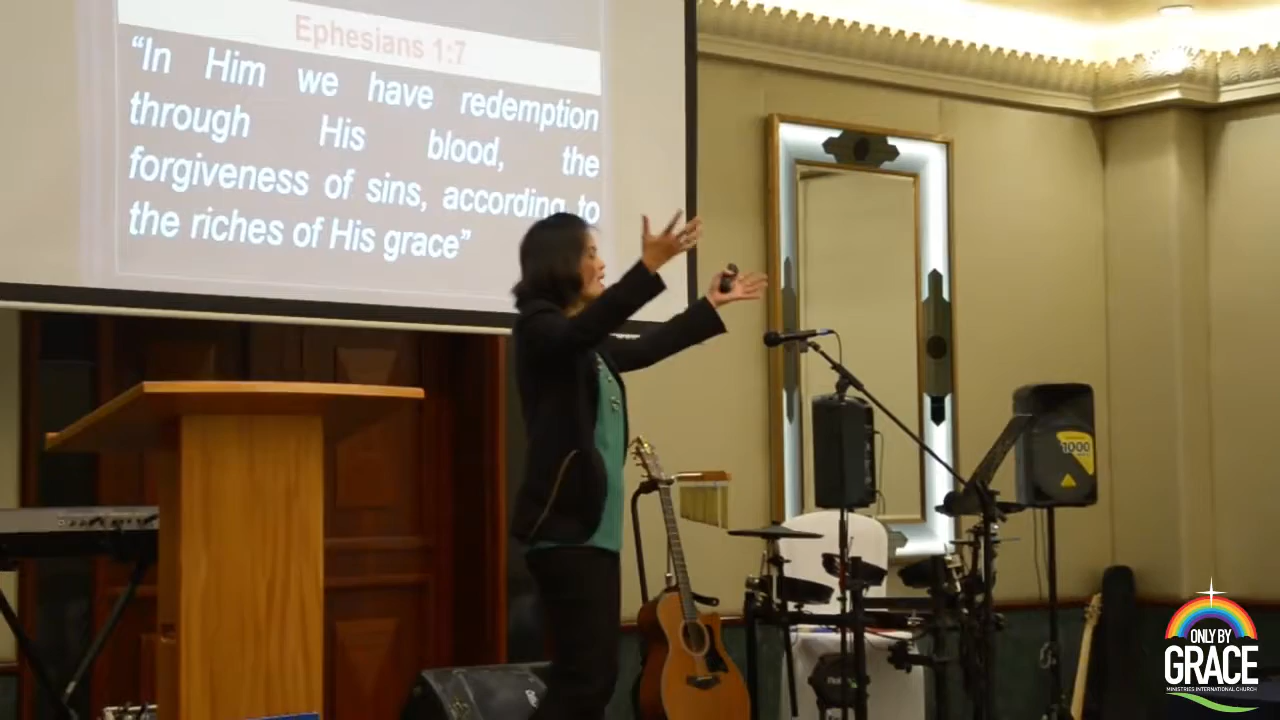 Ephesians 1:7
“In Him we have redemption
through His blood, the
forgiveness of sins, according to
the riches of His grace”
1000
ONLY BY
GRACE
MINISTRIES INTERNATIONAL CHURCH